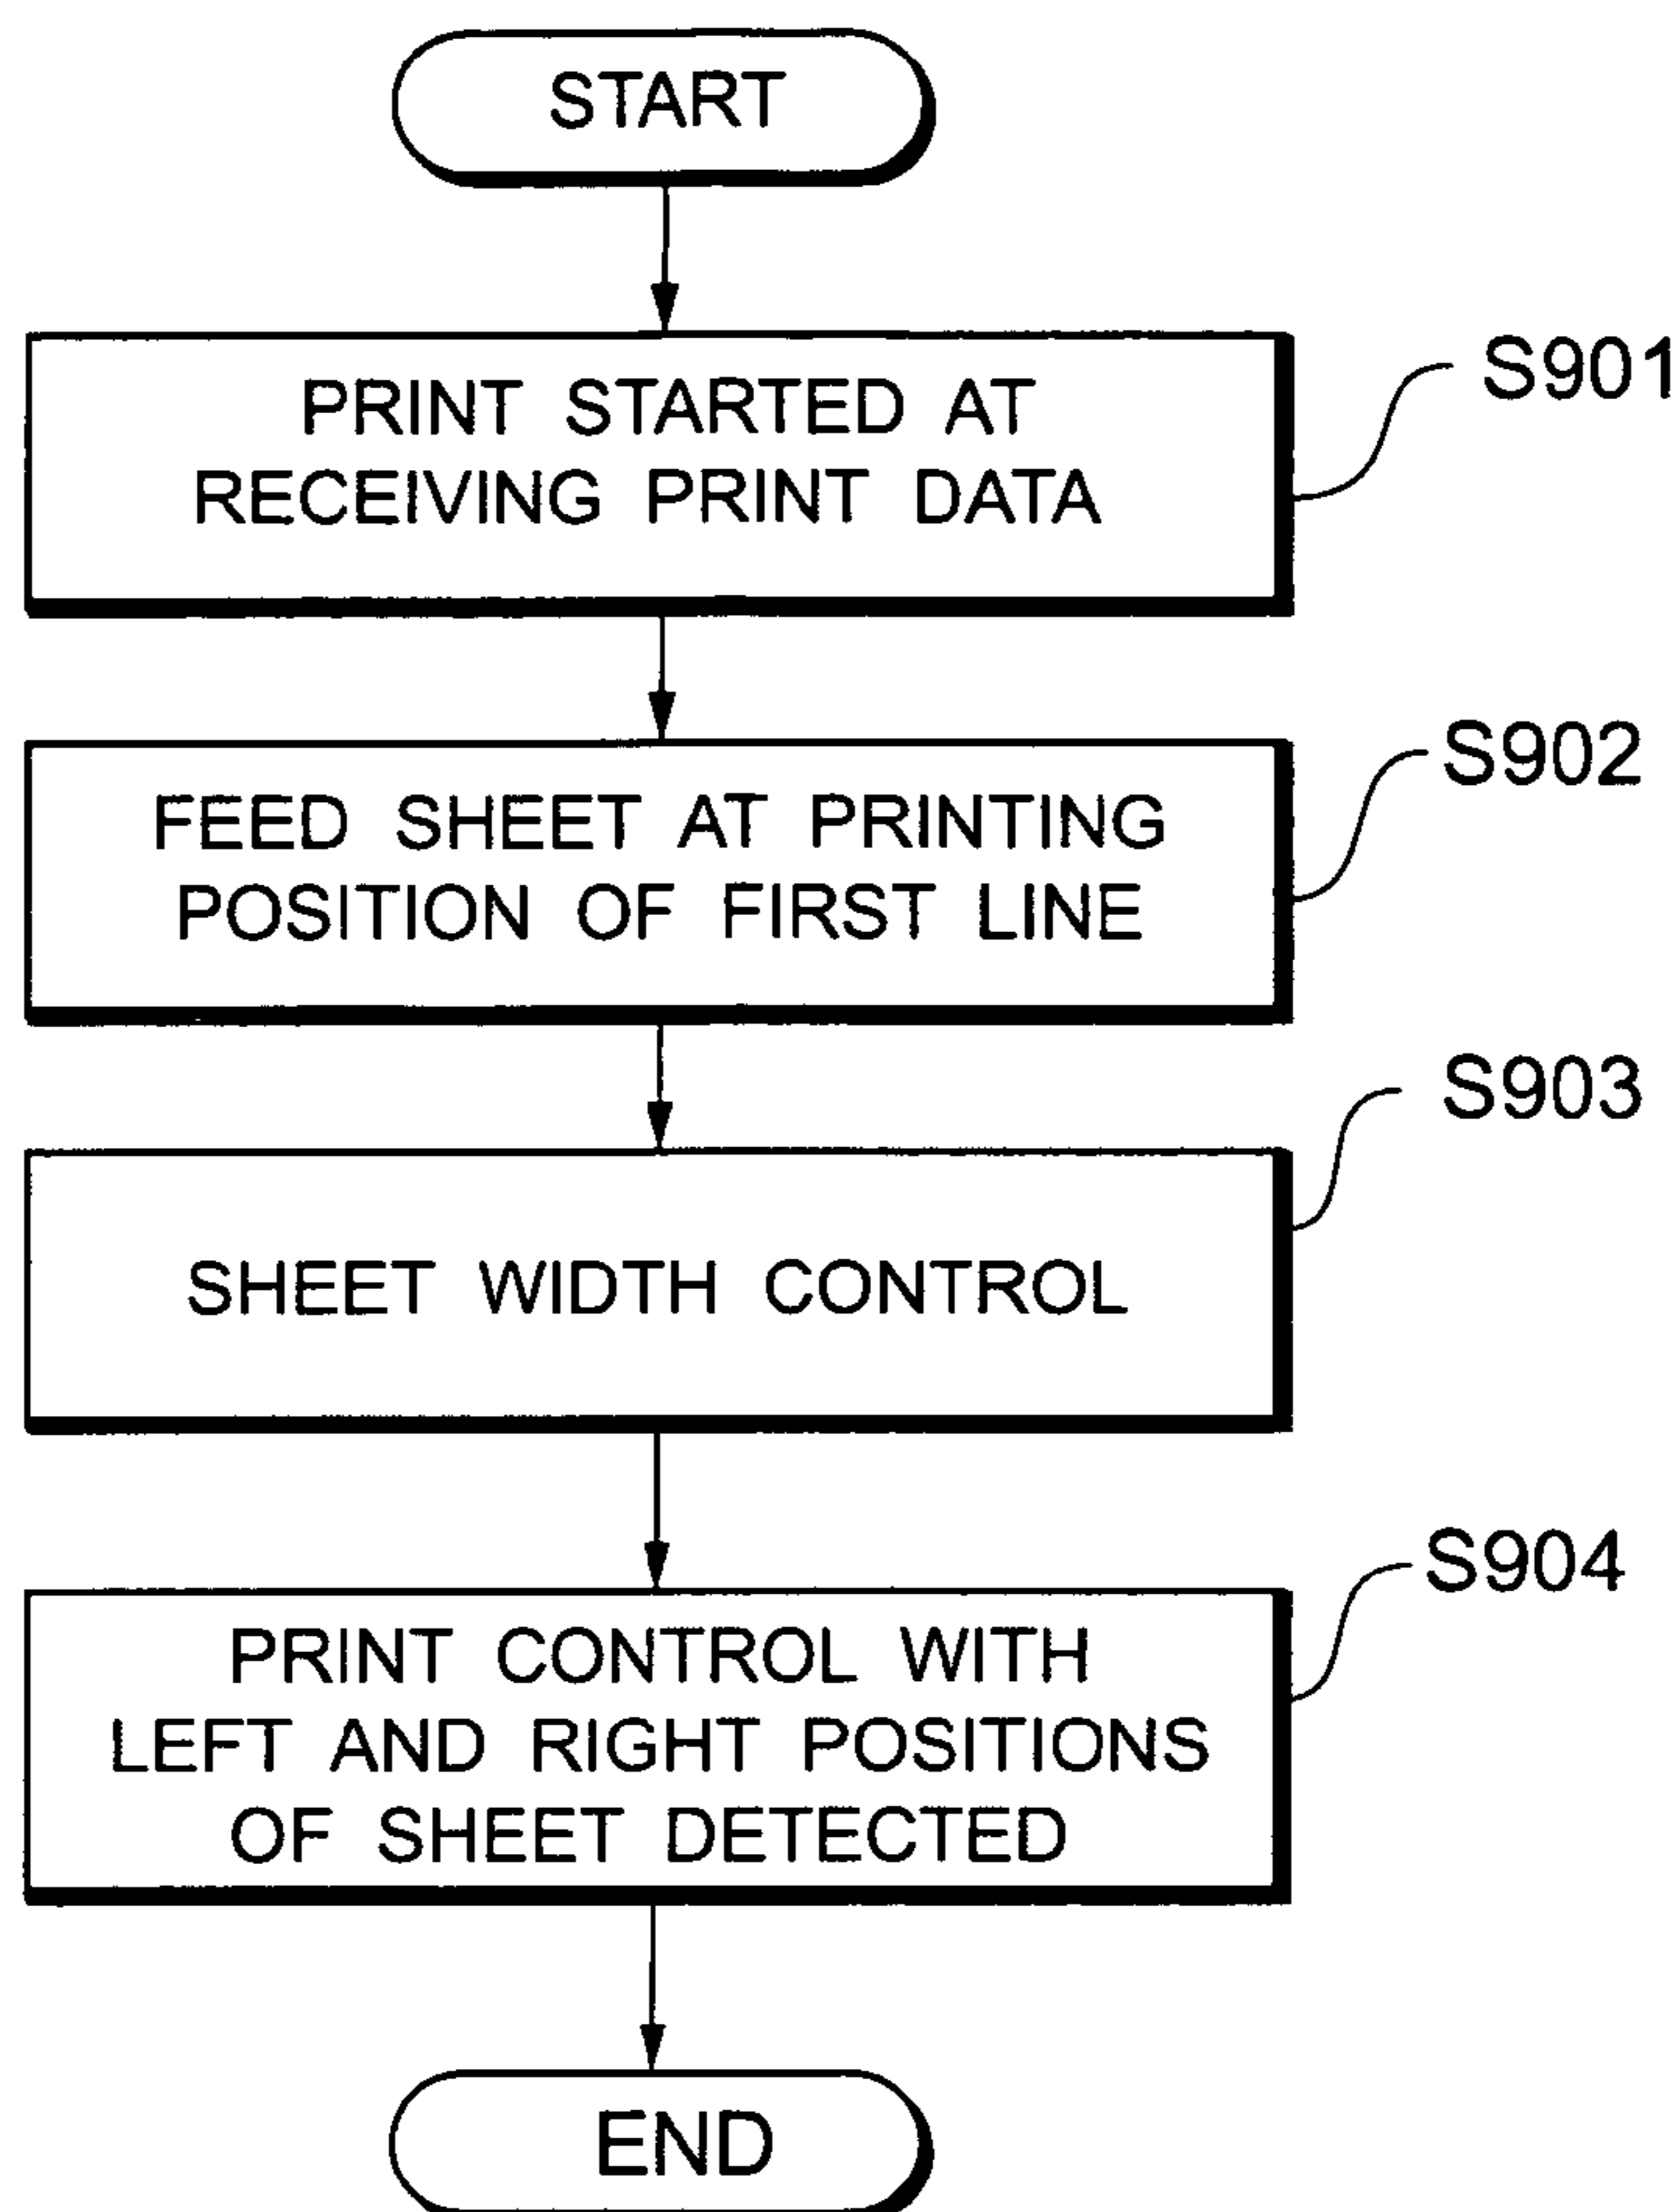 START
PRINT STARTED AT
RECEIVING PRINT DATA
S901
FEED SHEET AT PRINTING
POSITION OF FIRST LINE
S902
SHEET WIDTH CONTROL
S903
PRINT CONTROL WITH
LEFT AND RIGHT POSITIONS
OF SHEET DETECTED
S904
END